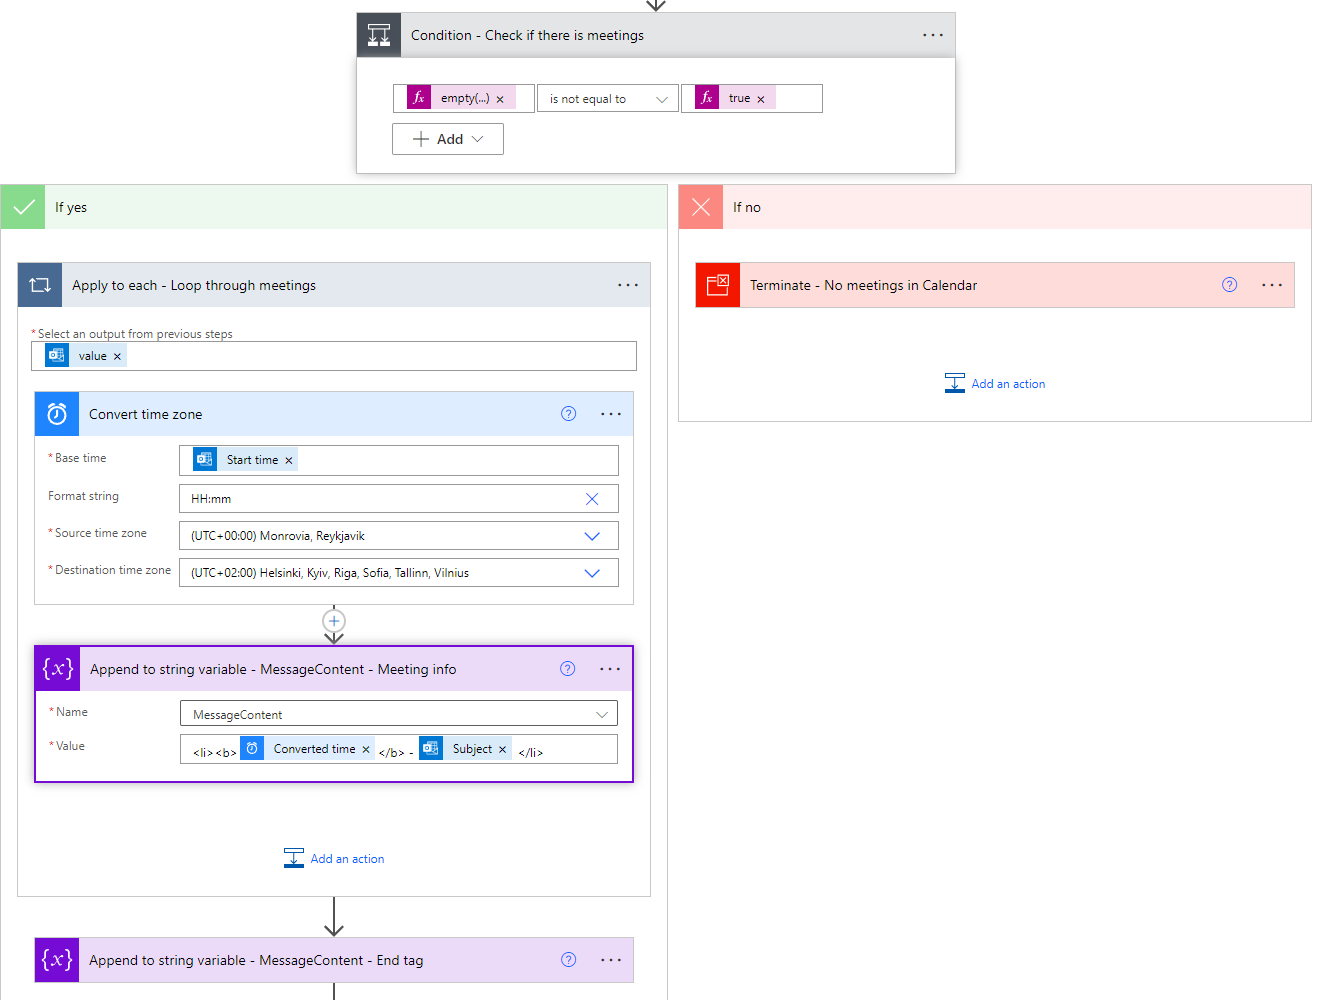 Condition - Check if there is meetings
fx empty(...) × is not equal to fx true ×
Add
If yes
If no
Apply to each - Loop through meetings
Terminate - No meetings in Calendar
* Select an output from previous steps
value ×
Add an action
Convert time zone
* Base time Start time ×
Format string HH:mm
* Source time zone (UTC+00:00) Monrovia, Reykjavik
* Destination time zone (UTC+02:00) Helsinki, Kyiv, Riga, Sofia, Tallinn, Vilnius
{x} Append to string variable - MessageContent - Meeting info
* Name MessageContent
* Value <li><b> Converted time × </b> - Subject × </li>
Add an action
{x} Append to string variable - MessageContent - End tag